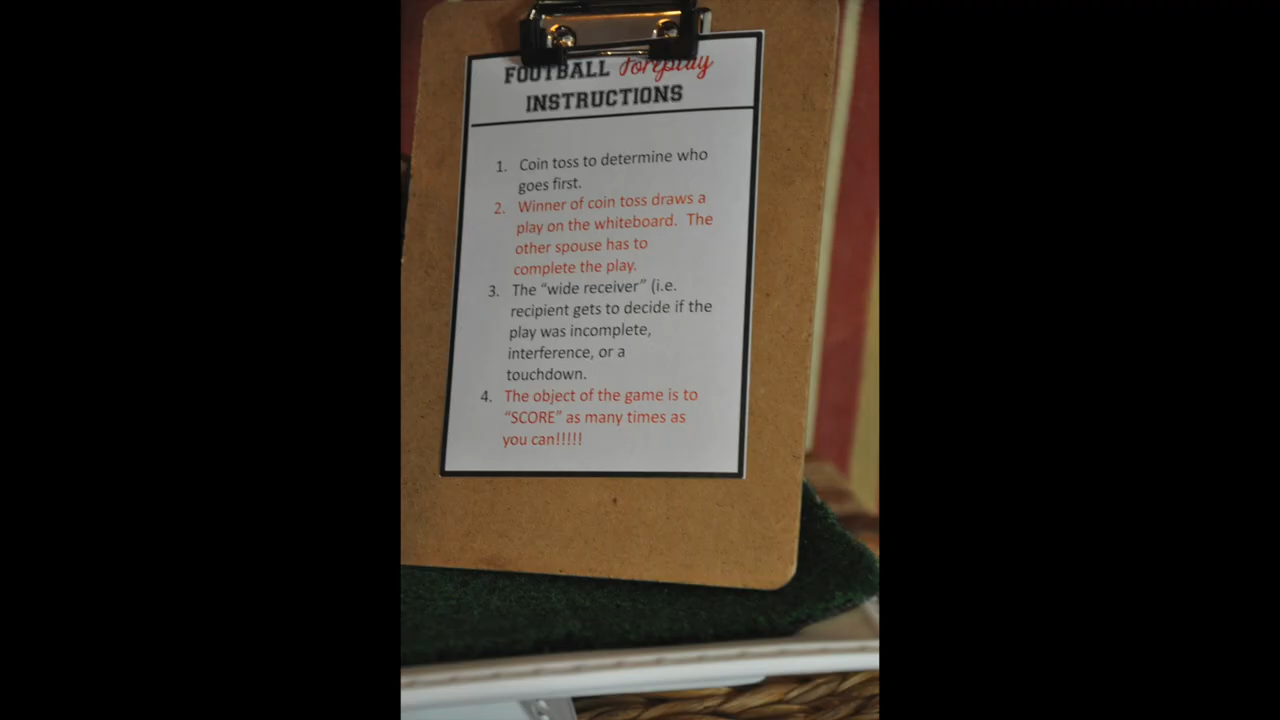 FOOTBALL foreplay
INSTRUCTIONS
1. Coin toss to determine who
goes first.
2. Winner of coin toss draws a
play on the whiteboard. The
other spouse has to
complete the play.
3. The “wide receiver” (i.e.
recipient gets to decide if the
play was incomplete,
interference, or a
touchdown.
4. The object of the game is to
“SCORE” as many times as
you can!!!!!